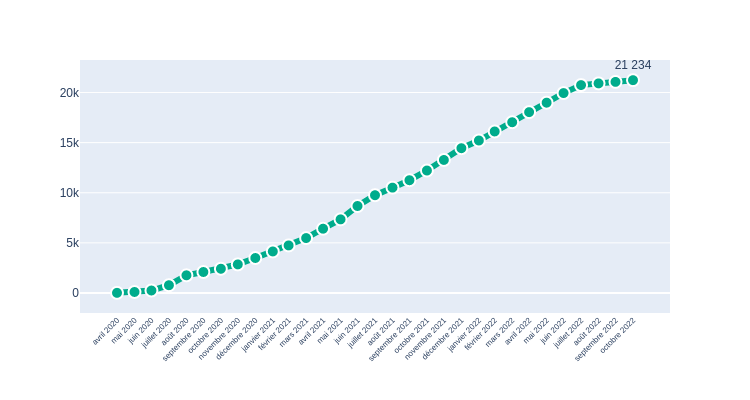 21 234
20k
15k
10k
5k
0
avril 2020
mai 2020
juin 2020
juillet 2020
août 2020
septembre 2020
octobre 2020
novembre 2020
décembre 2020
janvier 2021
février 2021
mars 2021
avril 2021
mai 2021
juin 2021
juillet 2021
août 2021
septembre 2021
octobre 2021
novembre 2021
décembre 2021
janvier 2022
février 2022
mars 2022
avril 2022
mai 2022
juin 2022
juillet 2022
août 2022
septembre 2022
octobre 2022